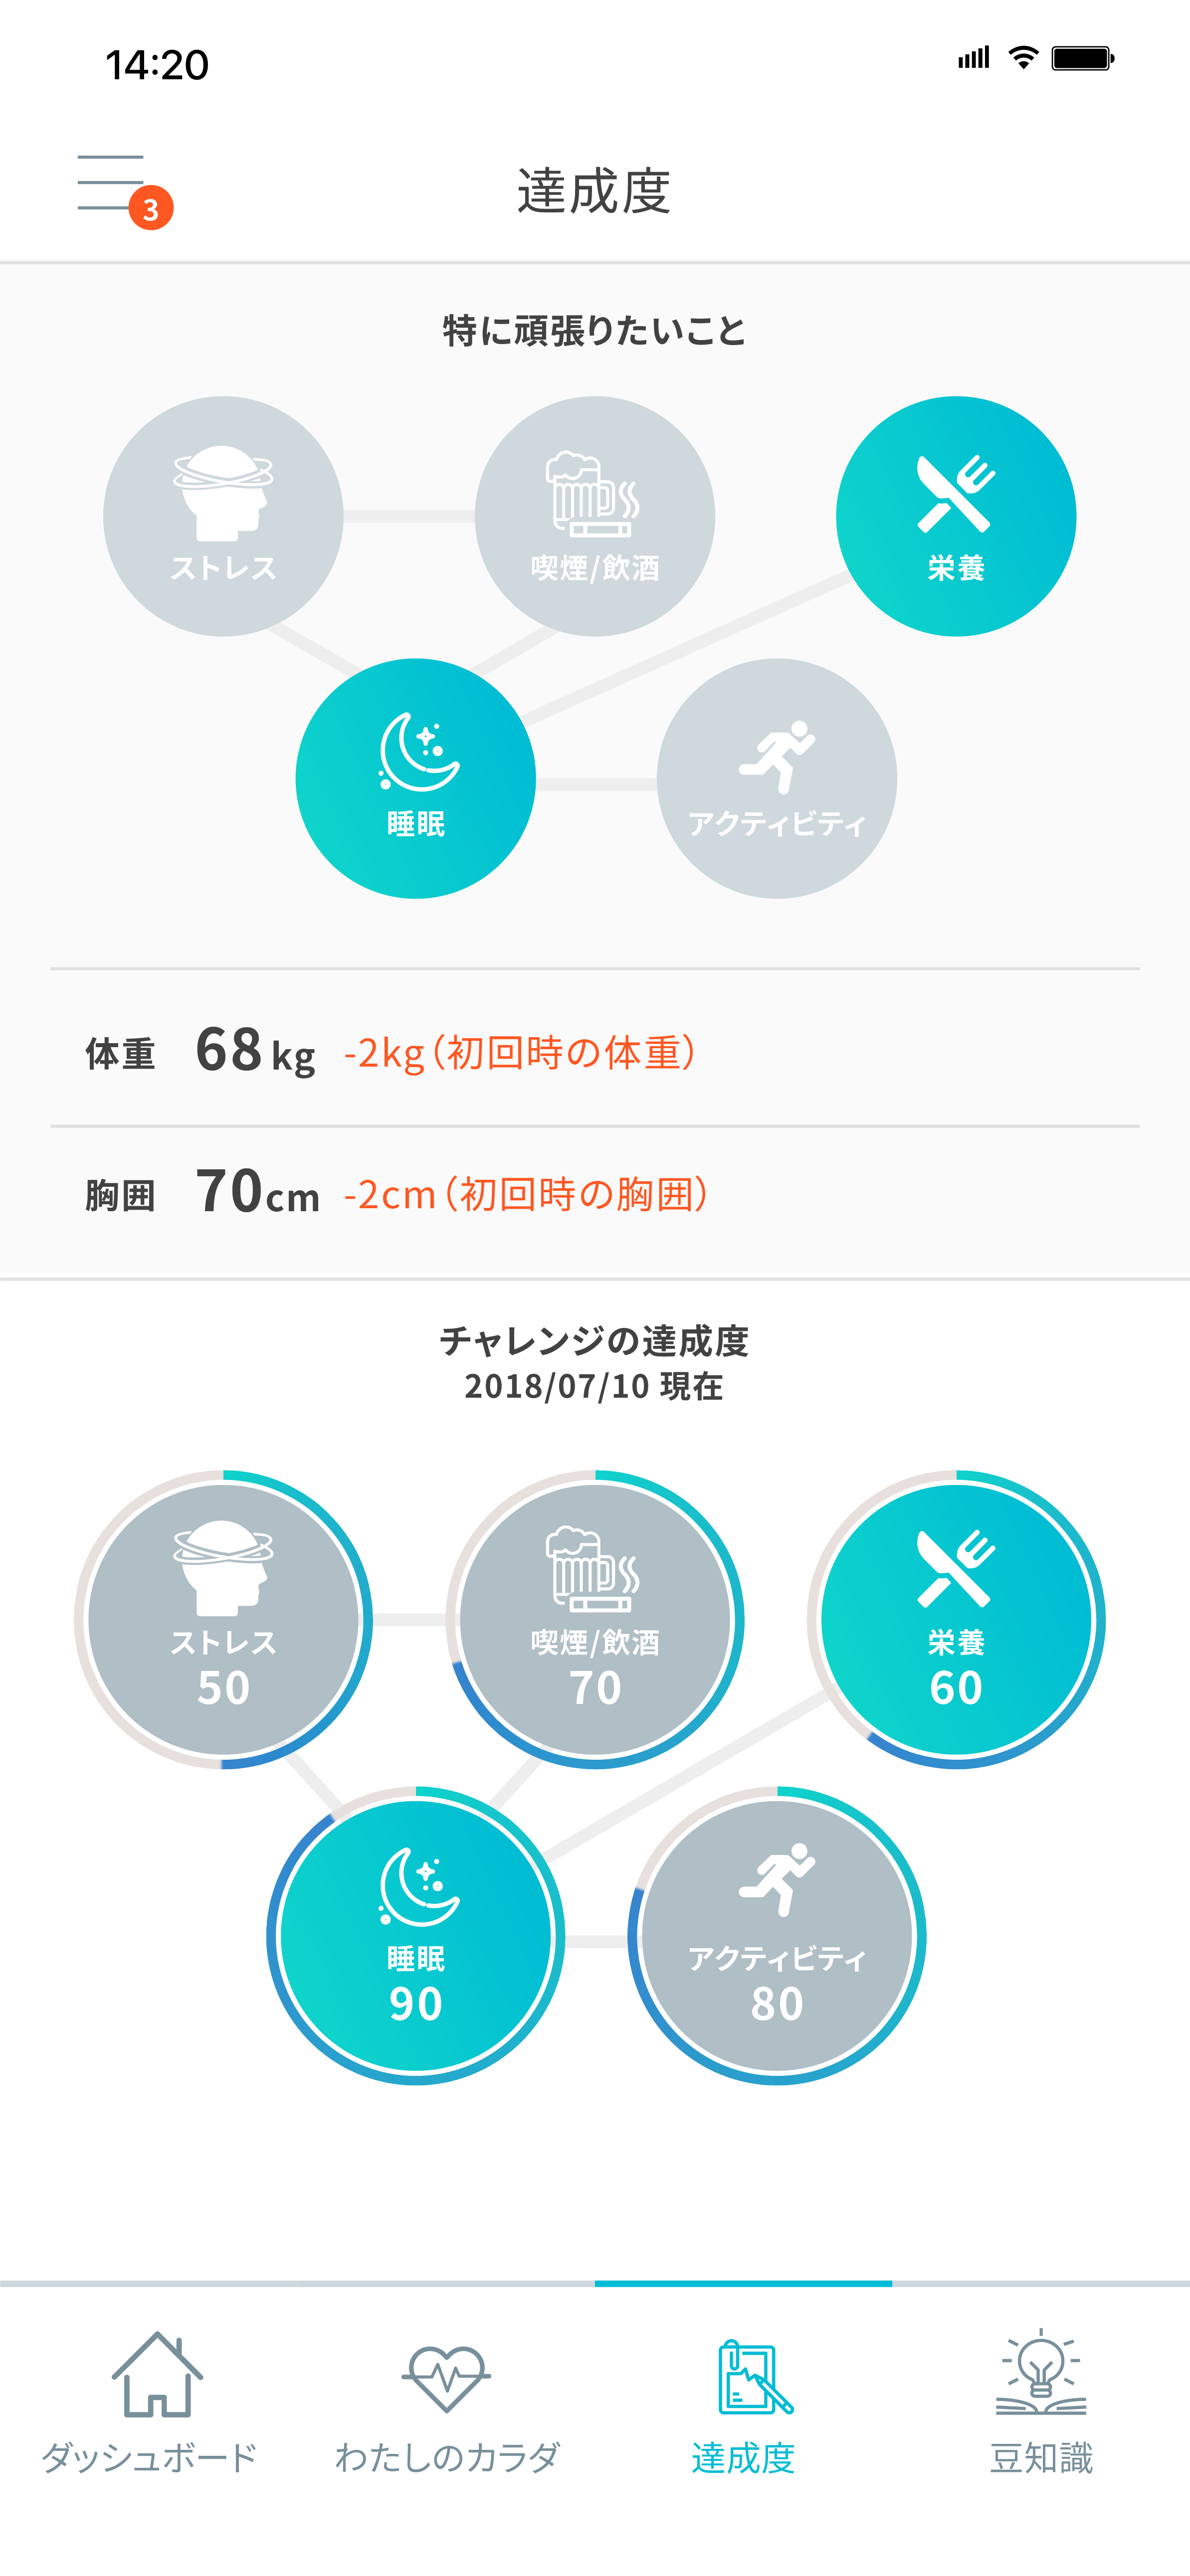 14:20
3
達成度
特に頑張りたいこと
ストレス
喫煙/飲酒
栄養
睡眠
アクティビティ
体重 68 kg -2kg（初回時の体重）
胸囲 70cm -2cm（初回時の胸囲）
チャレンジの達成度
2018/07/10 現在
ストレス
50
喫煙/飲酒
70
栄養
60
睡眠
90
アクティビティ
80
ダッシュボード
わたしのカラダ
達成度
豆知識